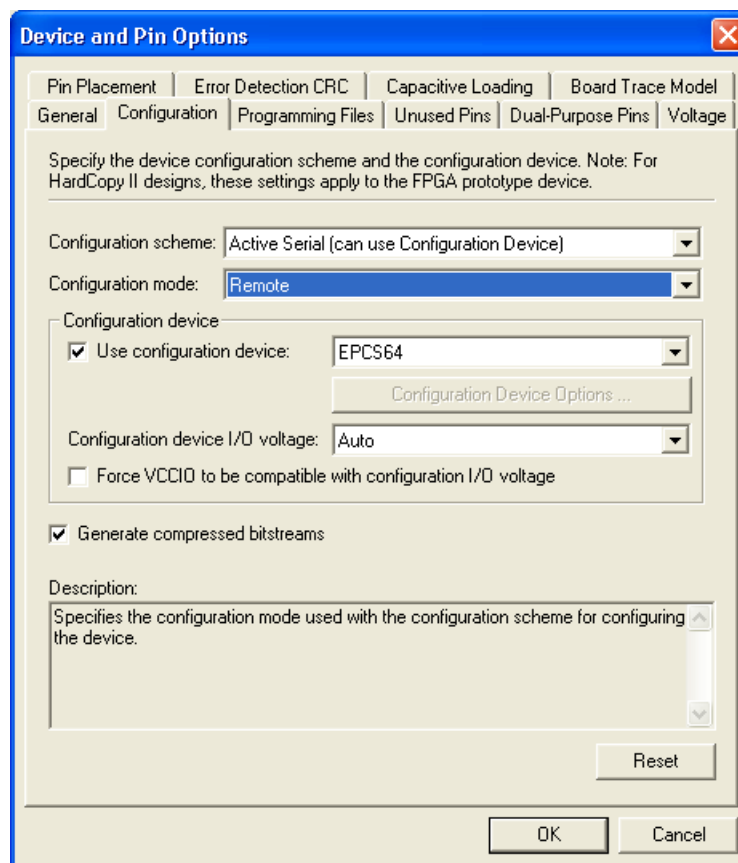 Device and Pin Options
Pin Placement
Error Detection CRC
Capacitive Loading
Board Trace Model
General
Configuration
Programming Files
Unused Pins
Dual-Purpose Pins
Voltage
Specify the device configuration scheme and the configuration device. Note: For
HardCopy II designs, these settings apply to the FPGA prototype device.
Configuration scheme: Active Serial (can use Configuration Device)
Configuration mode: Remote
Configuration device
Use configuration device: EPCS64
Configuration Device Options ...
Configuration device I/O voltage: Auto
Force VCCIO to be compatible with configuration I/O voltage
Generate compressed bitstreams
Description:
Specifies the configuration mode used with the configuration scheme for configuring
the device.
Reset
OK
Cancel